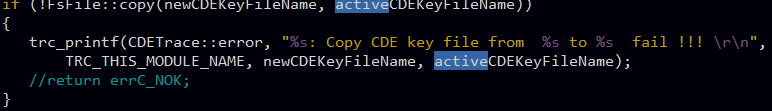 if (!FsFile::copy(newCDEKeyFileName, activeCDEKeyFileName))
{
trc_printf(CDETrace::error, "%s: Copy CDE key file from  %s to %s  fail !!! \r\n",
TRC_THIS_MODULE_NAME, newCDEKeyFileName, activeCDEKeyFileName);
//return errC_NOK;
}